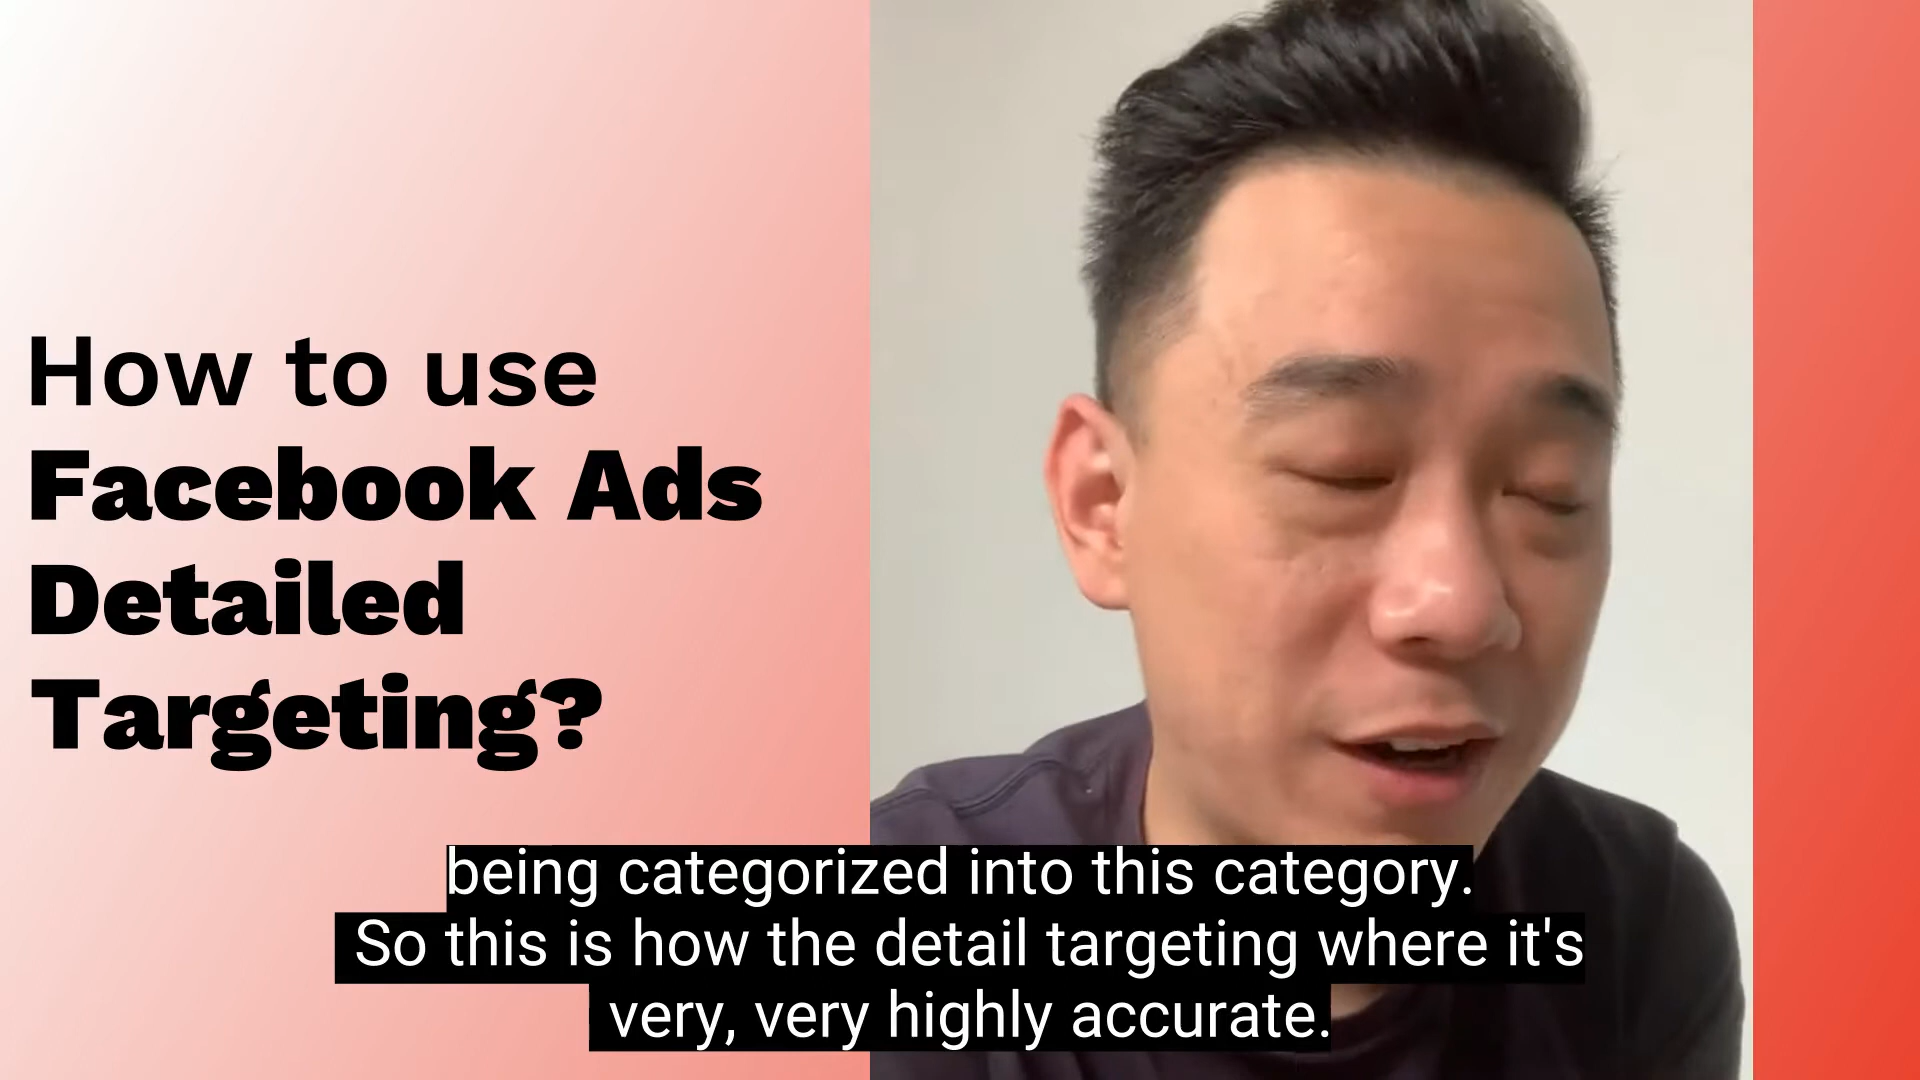 How to use
Facebook Ads
Detailed
Targeting?
being categorized into this category.
So this is how the detail targeting where it's
very, very highly accurate.